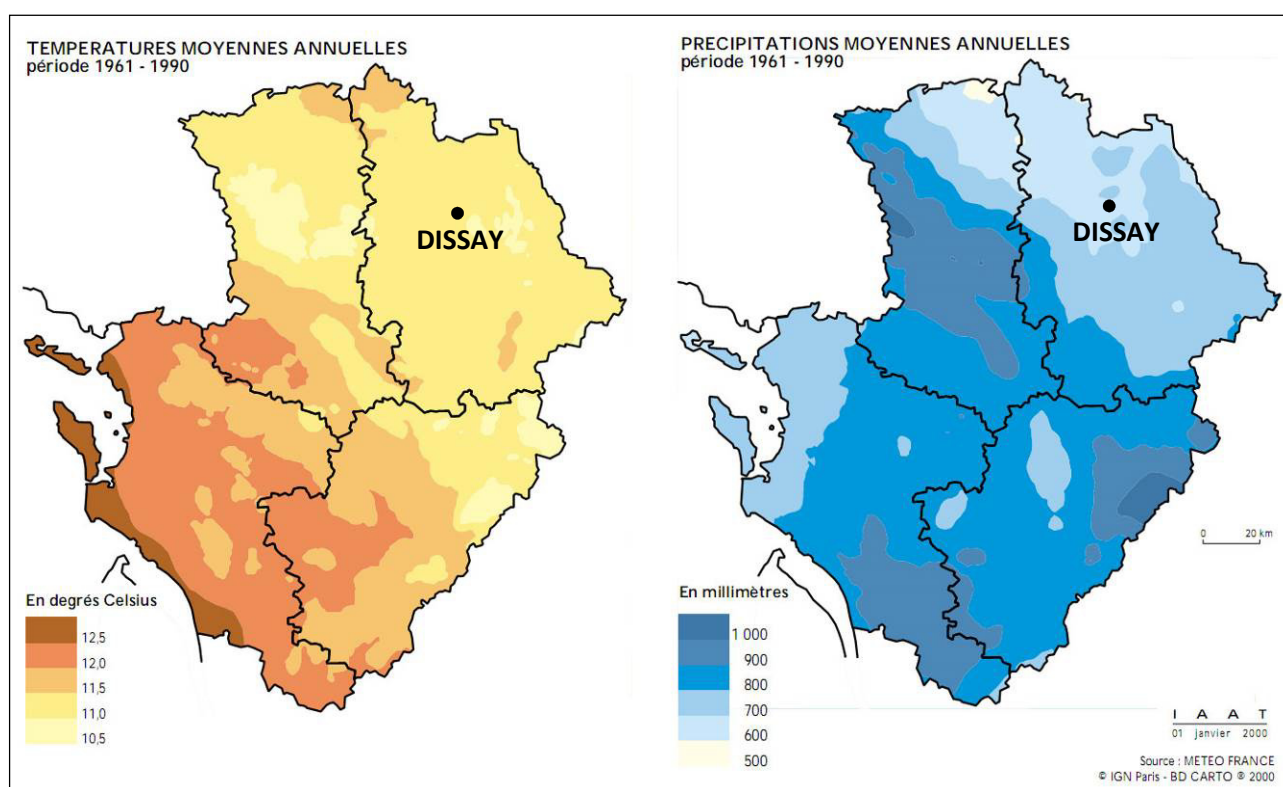 TEMPERATURES MOYENNES ANNUELLES
période 1961 - 1990
DISSAY
En degrés Celsius
12,5
12,0
11,5
11,0
10,5
PRECIPITATIONS MOYENNES ANNUELLES
période 1961 - 1990
DISSAY
0 20 km
En millimètres
1 000
900
800
700
600
500
I A A T
01 janvier 2000
Source : METEO FRANCE
© IGN Paris - BD CARTO ® 2000